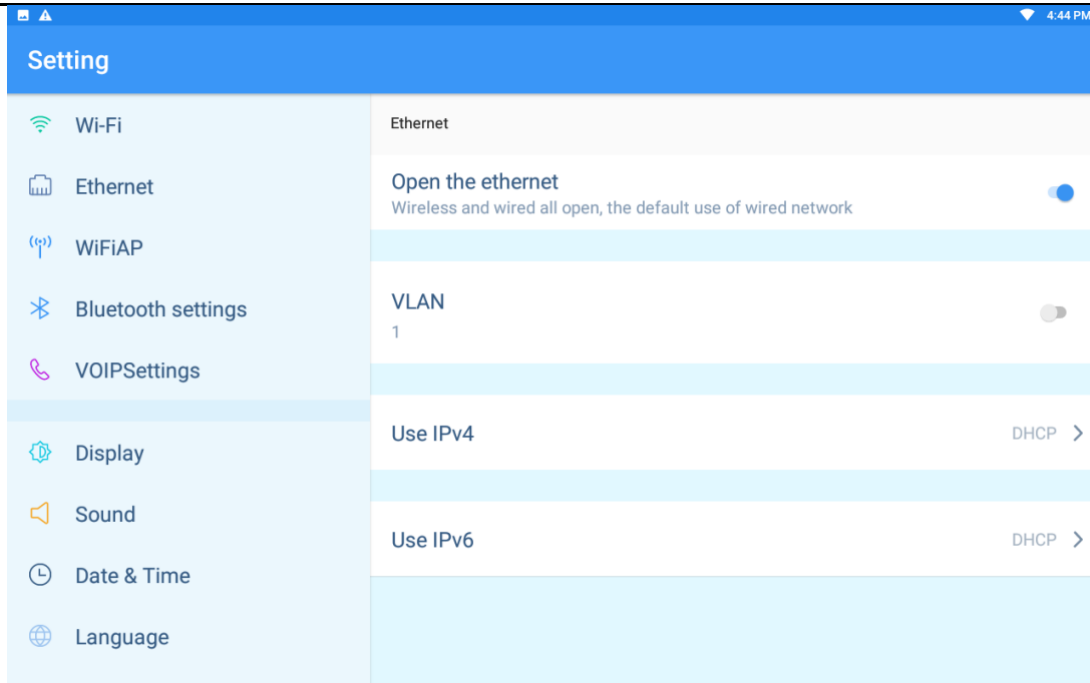 4:44 PM
Setting
Wi-Fi
Ethernet
WiFiAP
Bluetooth settings
VOIPSettings
Display
Sound
Date & Time
Language
Ethernet
Open the ethernet
Wireless and wired all open, the default use of wired network
VLAN
1
Use IPv4
DHCP
Use IPv6
DHCP